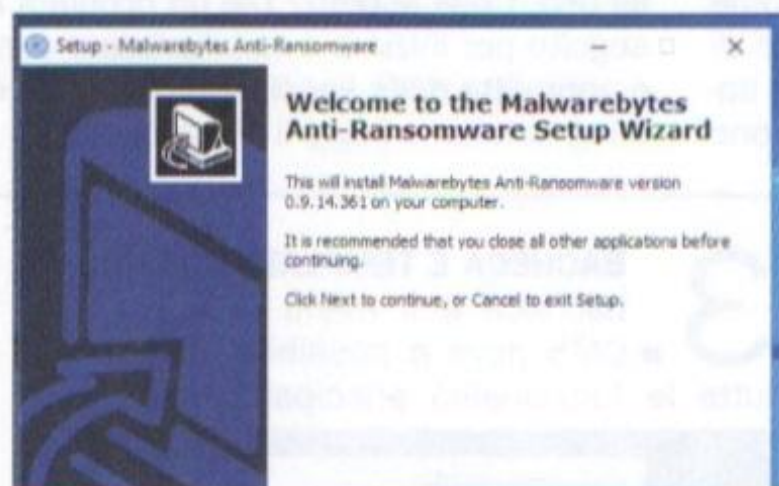 Setup - Malwarebytes Anti-Ransomware
Welcome to the Malwarebytes
Anti-Ransomware Setup Wizard
This will install Malwarebytes Anti-Ransomware version
0.9.14.361 on your computer.
It is recommended that you close all other applications before
continuing.
Click Next to continue, or Cancel to exit Setup.
3